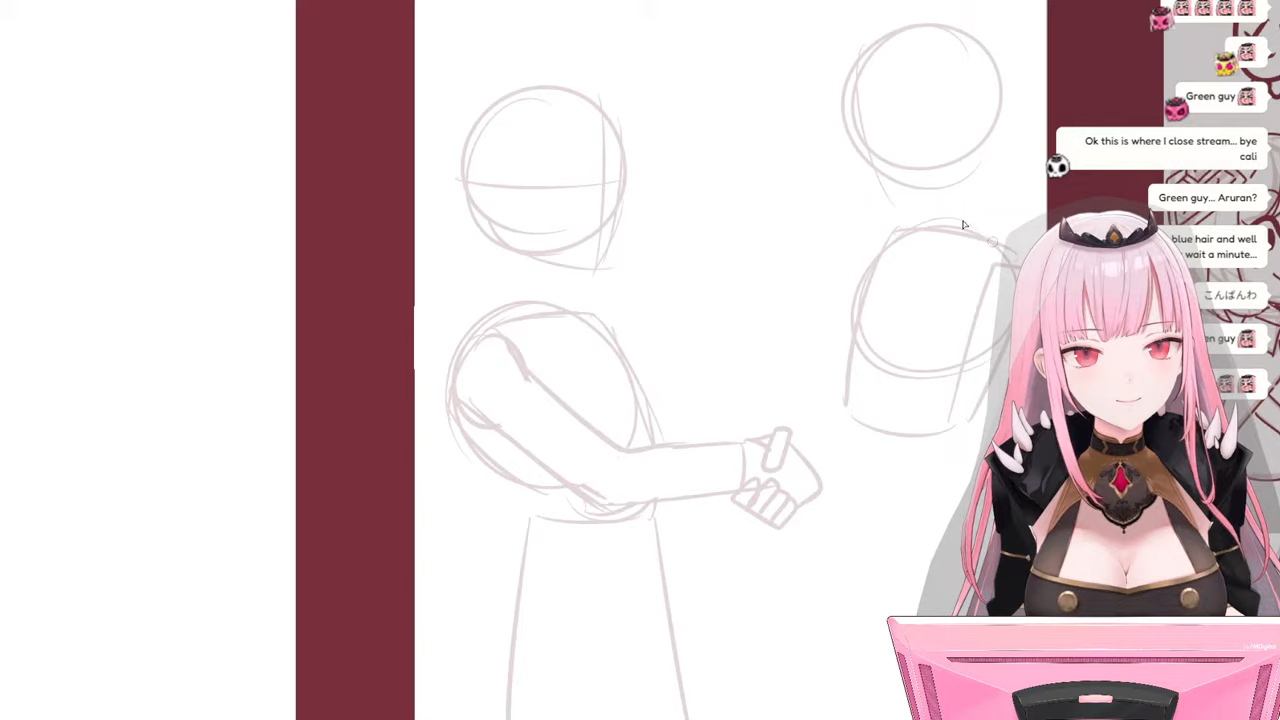 Green guy
Ok this is where I close stream... bye
cali
Green guy... Aruran?
blue hair and well
wait a minute...
こんばんわ
guy